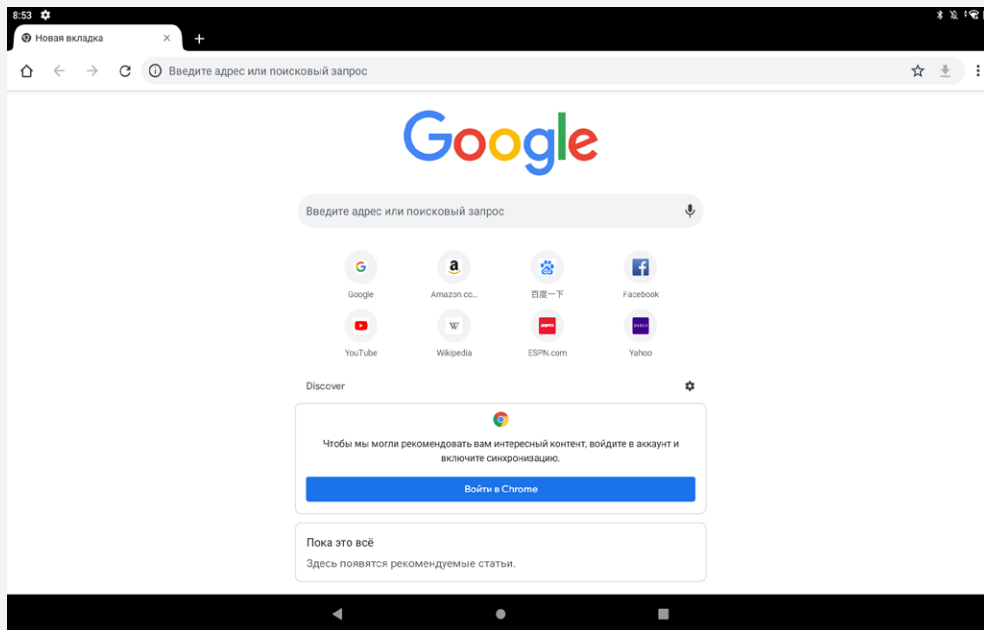 8:53
Новая вкладка
Введите адрес или поисковый запрос
Google
Введите адрес или поисковый запрос
Google
Amazon.co...
百度一下
Facebook
YouTube
Wikipedia
ESPN.com
Yahoo
Discover
Чтобы мы могли рекомендовать вам интересный контент, войдите в аккаунт и
включите синхронизацию.
Войти в Chrome
Пока это всё
Здесь появятся рекомендуемые статьи.